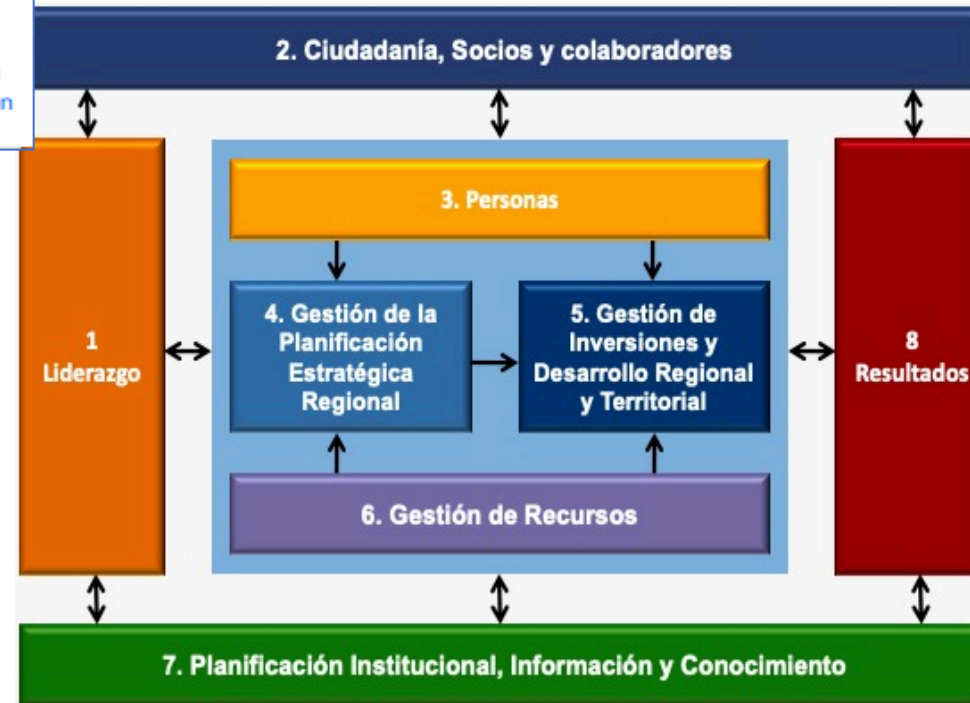 2. Ciudadanía, Socios y colaboradores
3. Personas
1
Liderazgo
4. Gestión de la
Planificación
Estratégica
Regional
5. Gestión de
Inversiones y
Desarrollo Regional
y Territorial
8
Resultados
6. Gestión de Recursos
7. Planificación Institucional, Información y Conocimiento